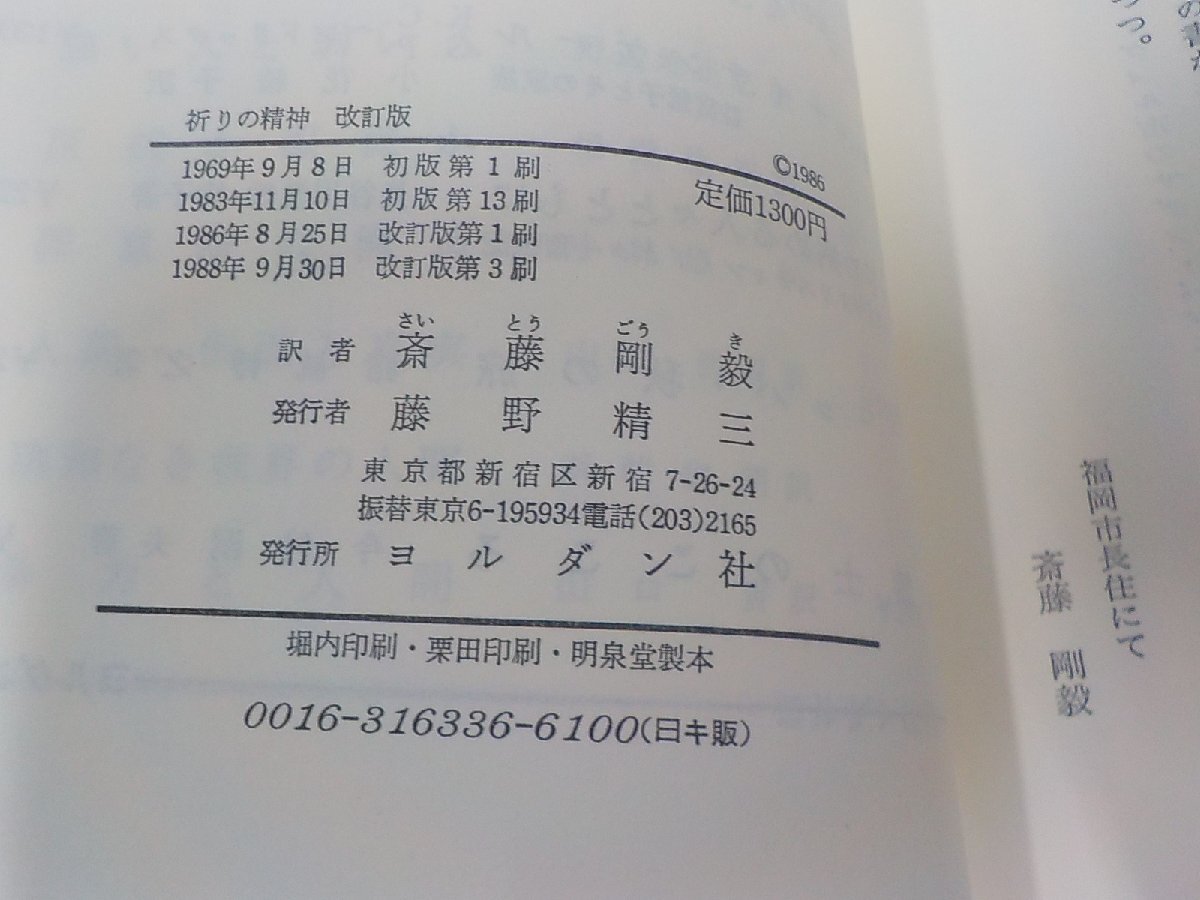 祈りの精神 改訂版
©1986
定価1300円
1969年9月8日 初版第1刷
1983年11月10日 初版第13刷
1986年8月25日 改訂版第1刷
1988年9月30日 改訂版第3刷
さい とう ごう き
訳者 斎藤剛毅
発行者 藤野精三
東京都新宿区新宿7-26-24
振替東京6-195934電話(203)2165
発行所 ヨルダン社
堀内印刷・栗田印刷・明泉堂製本
0016-316336-6100(日キ販)
福岡市長住にて
斎藤 剛毅